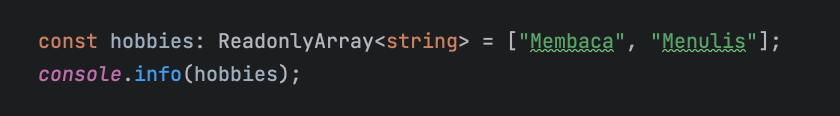 const hobbies: ReadonlyArray<string> = ["Membaca", "Menulis"];
console.info(hobbies);